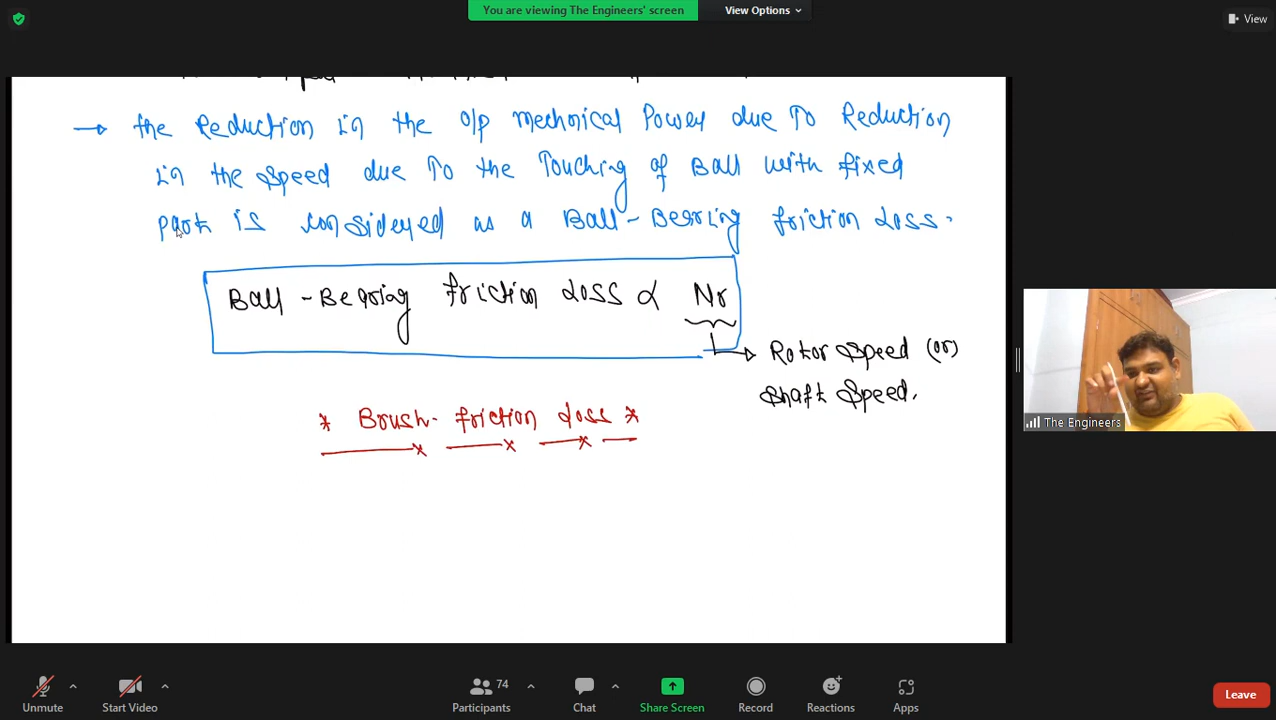 You are viewing The Engineers' screen
View Options
View
→ the Reduction in the o/p mechnical Power due To Reduction
in the speed due To the Touching of Ball with fixed
part is considered as a Ball-Bearing friction Loss.
Ball-Bearing friction Loss ∝ Nr
→ Rotor speed (or)
shaft speed.
* Brush-friction Loss *
The Engineers
Unmute
Start Video
74
Participants
Chat
Share Screen
Record
Reactions
Apps
Leave